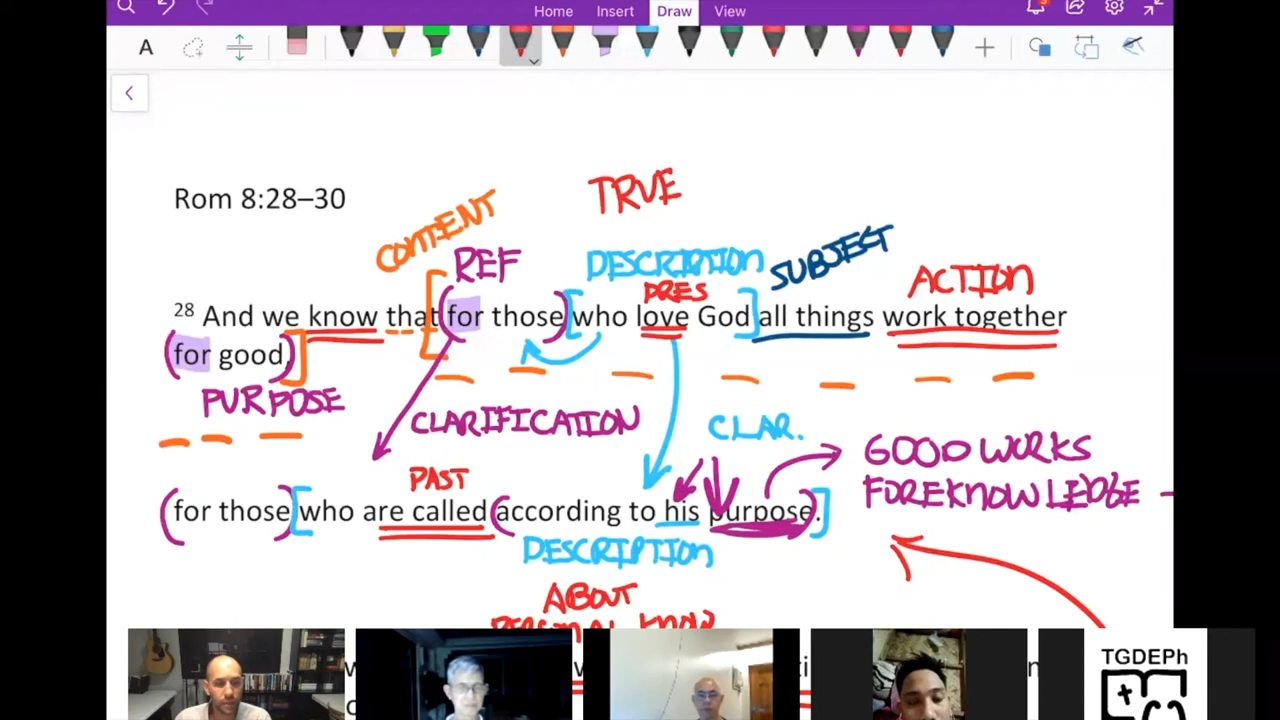 Home Insert Draw View
A
Rom 8:28–30
TRUE
CONTENT
REF
DESCRIPTION
SUBJECT
PRES
ACTION
28 And we know that for those who love God all things work together
for good,
PURPOSE
CLARIFICATION
CLAR.
GOOD WORKS
PAST
FOREKNOWLEDGE
for those who are called according to his purpose.
DESCRIPTION
ABOUT
PERSONAL KNOW
TGDEPh